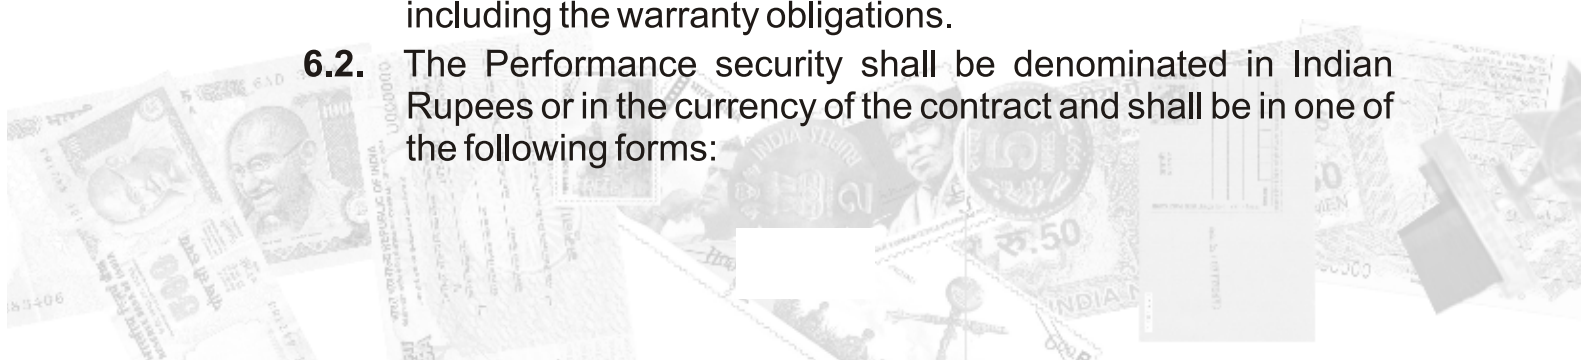 including the warranty obligations.
6.2. The Performance security shall be denominated in Indian
Rupees or in the currency of the contract and shall be in one of
the following forms:
रु.50